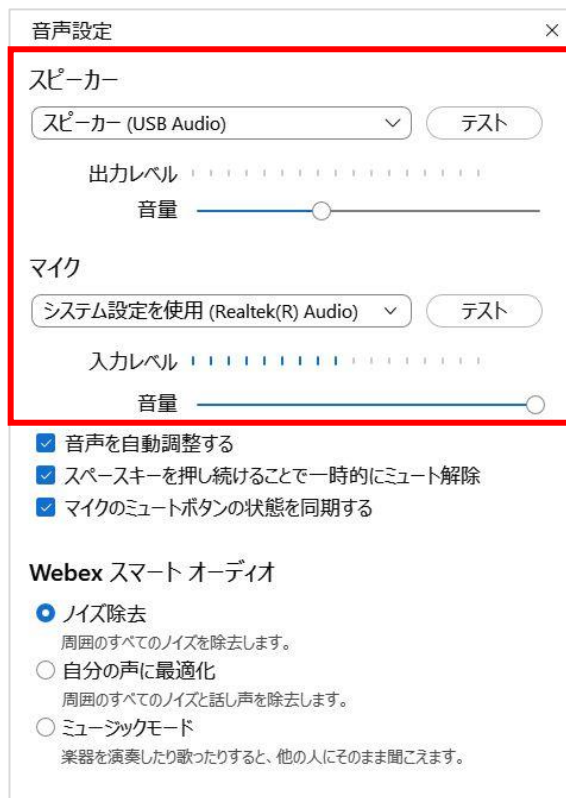 音声設定
スピーカー
スピーカー (USB Audio)
テスト
出力レベル
音量
マイク
システム設定を使用 (Realtek(R) Audio)
テスト
入力レベル
音量
音声を自動調整する
スペースキーを押し続けることで一時的にミュート解除
マイクのミュートボタンの状態を同期する
Webex スマート オーディオ
ノイズ除去
周囲のすべてのノイズを除去します。
自分の声に最適化
周囲のすべてのノイズと話し声を除去します。
ミュージックモード
楽器を演奏したり歌ったりすると、他の人にそのまま聞こえます。